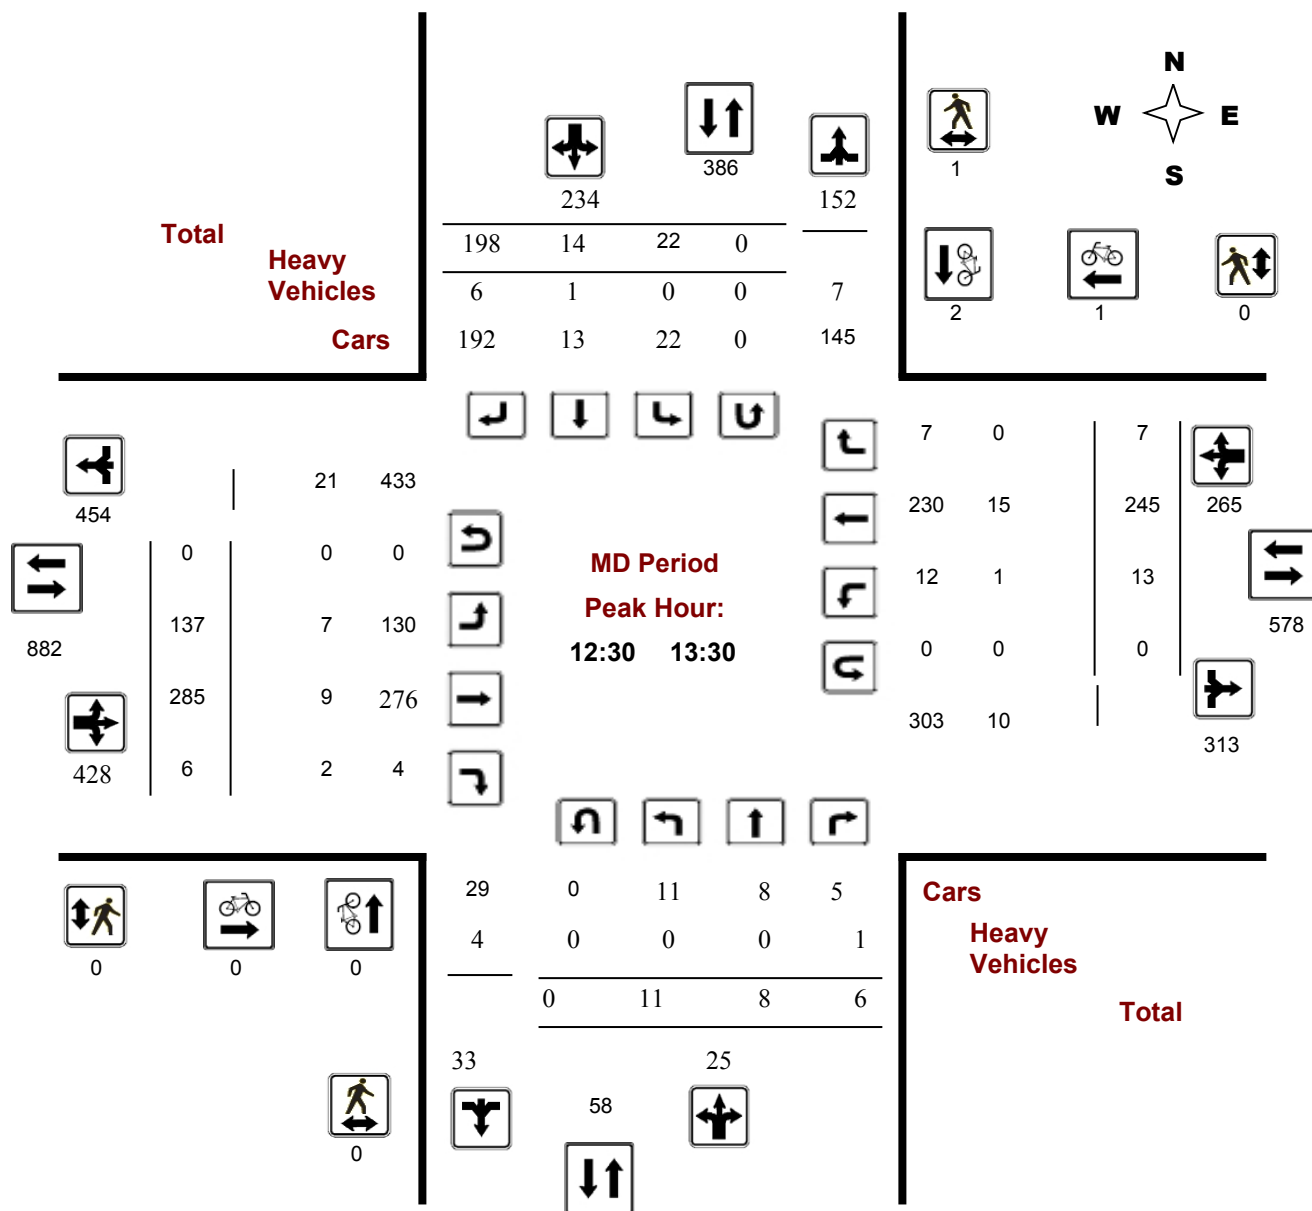 N
W E
S
386
1
234 152
Total
198 14 22 0
Heavy
Vehicles
6 1 0 0 7
2 1 0
Cars
192 13 22 0 145
7 0 7
21 433
454
230 15 245 265
0 0 0
MD Period
12 1 13
Peak Hour:
137 7 130
578
882
12:30 13:30
0 0 0
285 9 276
303 10
313
428
6 2 4
29 0 11 8 5
Cars
4 0 0 0 1
Heavy
Vehicles
0 0 0
0 11 8 6
Total
33 25
58
0